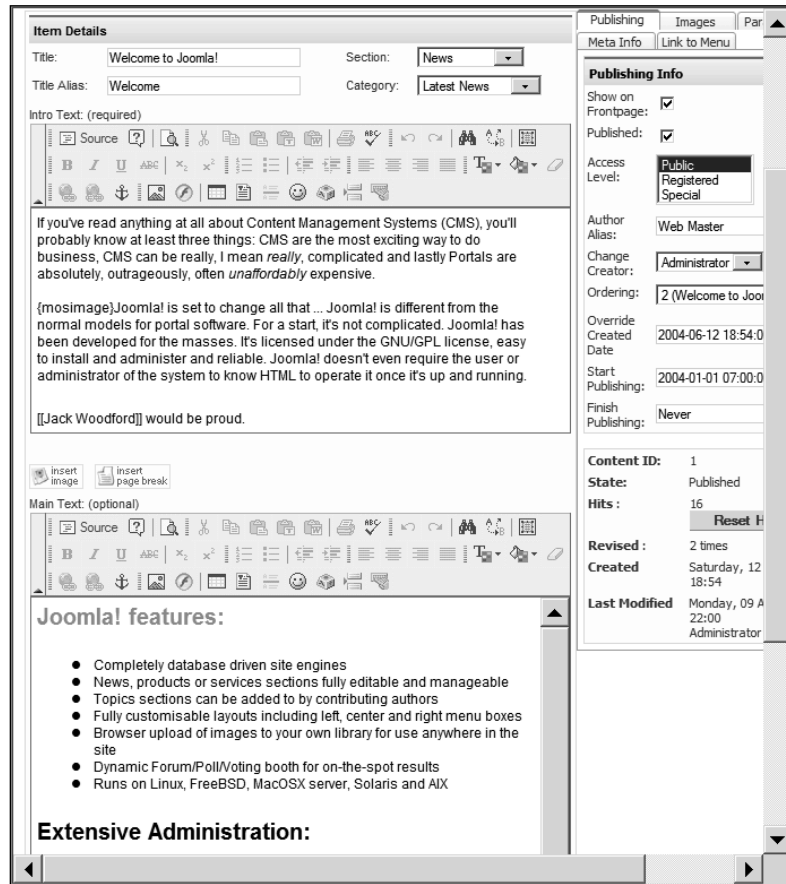 Item Details
Title: Welcome to Joomla! Section: News
Title Alias: Welcome Category: Latest News
Intro Text: (required)
Source
B I U ABC x₂ x²
If you've read anything at all about Content Management Systems (CMS), you'll
probably know at least three things: CMS are the most exciting way to do
business, CMS can be really, I mean really, complicated and lastly Portals are
absolutely, outrageously, often unaffordably expensive.
{mosimage}Joomla! is set to change all that ... Joomla! is different from the
normal models for portal software. For a start, it's not complicated. Joomla! has
been developed for the masses. It's licensed under the GNU/GPL license, easy
to install and administer and reliable. Joomla! doesn't even require the user or
administrator of the system to know HTML to operate it once it's up and running.
[[Jack Woodford]] would be proud.
insert
image
insert
page break
Main Text: (optional)
Source
B I U ABC x₂ x²
Joomla! features:
Completely database driven site engines
News, products or services sections fully editable and manageable
Topics sections can be added to by contributing authors
Fully customisable layouts including left, center and right menu boxes
Browser upload of images to your own library for use anywhere in the
site
Dynamic Forum/Poll/Voting booth for on-the-spot results
Runs on Linux, FreeBSD, MacOSX server, Solaris and AIX
Extensive Administration:
Publishing Images Par
Meta Info Link to Menu
Publishing Info
Show on
Frontpage:
Published:
Access
Level:
Public
Registered
Special
Author
Alias:
Web Master
Change
Creator:
Administrator
Ordering: 2 (Welcome to Joo
Override
Created
Date
2004-06-12 18:54:0
Start
Publishing:
2004-01-01 07:00:0
Finish
Publishing:
Never
Content ID: 1
State: Published
Hits : 16
Reset H
Revised : 2 times
Created Saturday, 12
18:54
Last Modified Monday, 09 A
22:00
Administrator